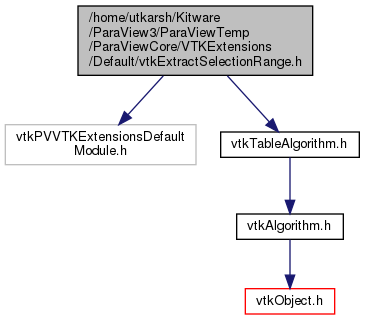 /home/utkarsh/Kitware
/ParaView3/ParaViewTemp
/ParaViewCore/VTKExtensions
/Default/vtkExtractSelectionRange.h
vtkPVVTKExtensionsDefault
Module.h
vtkTableAlgorithm.h
vtkAlgorithm.h
vtkObject.h